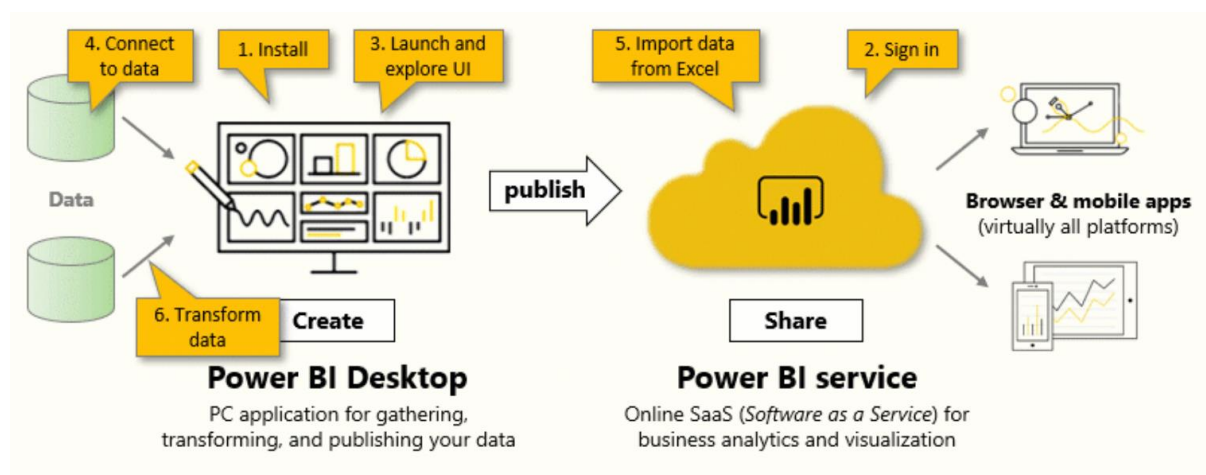 4. Connect
to data
1. Install
3. Launch and
explore UI
5. Import data
from Excel
2. Sign in
Data
publish
Browser & mobile apps
(virtually all platforms)
6. Transform
data
Create
Share
Power BI Desktop
PC application for gathering,
transforming, and publishing your data
Power BI service
Online SaaS (Software as a Service) for
business analytics and visualization